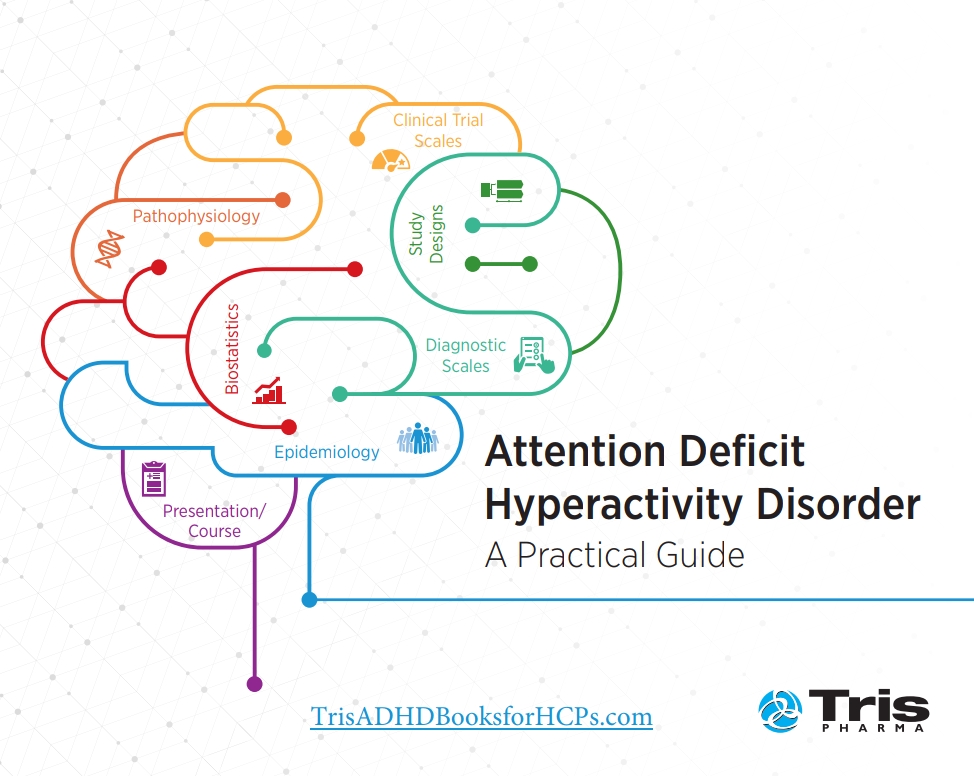 Clinical Trial
Scales
Pathophysiology
Study
Designs
Biostatistics
Diagnostic
Scales
Epidemiology
Presentation/
Course
Attention Deficit
Hyperactivity Disorder
A Practical Guide
TrisADHDBooksforHCPs.com
Tris
PHARMA